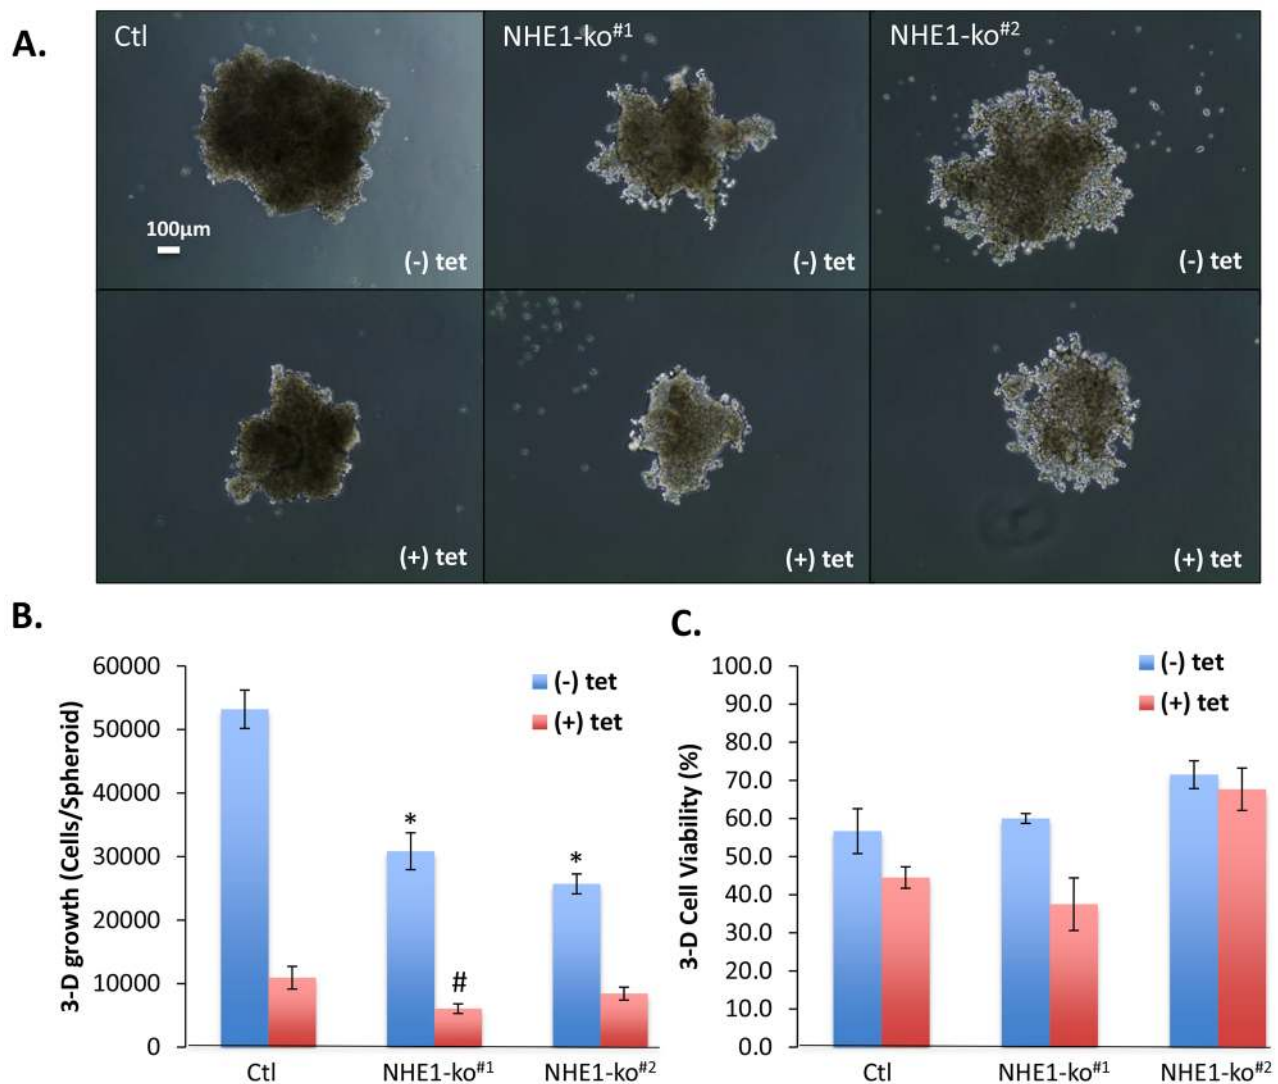 A.
Ctl
NHE1-ko#1
NHE1-ko#2
100μm
(-) tet
(-) tet
(-) tet
(+) tet
(+) tet
(+) tet
B.
3-D growth (Cells/Spheroid)
60000
50000
40000
30000
20000
10000
0
(-) tet
(+) tet
*
*
#
Ctl
NHE1-ko#1
NHE1-ko#2
C.
3-D Cell Viability (%)
100.0
90.0
80.0
70.0
60.0
50.0
40.0
30.0
20.0
10.0
0.0
(-) tet
(+) tet
Ctl
NHE1-ko#1
NHE1-ko#2